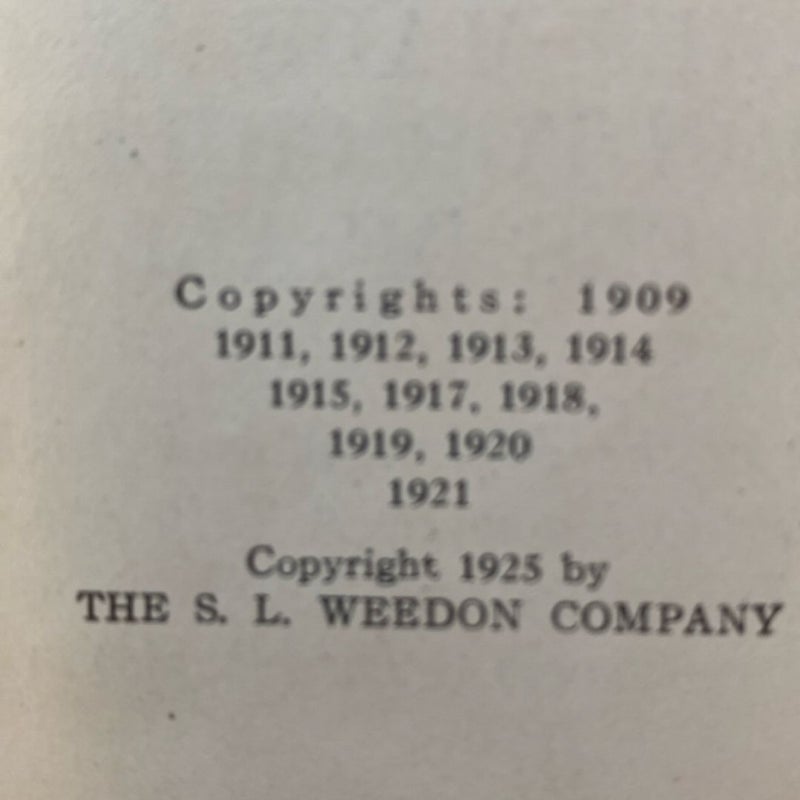 Copyrights: 1909
1911, 1912, 1913, 1914
1915, 1917, 1918,
1919, 1920
1921
Copyright 1925 by
THE S. L. WEEDON COMPANY